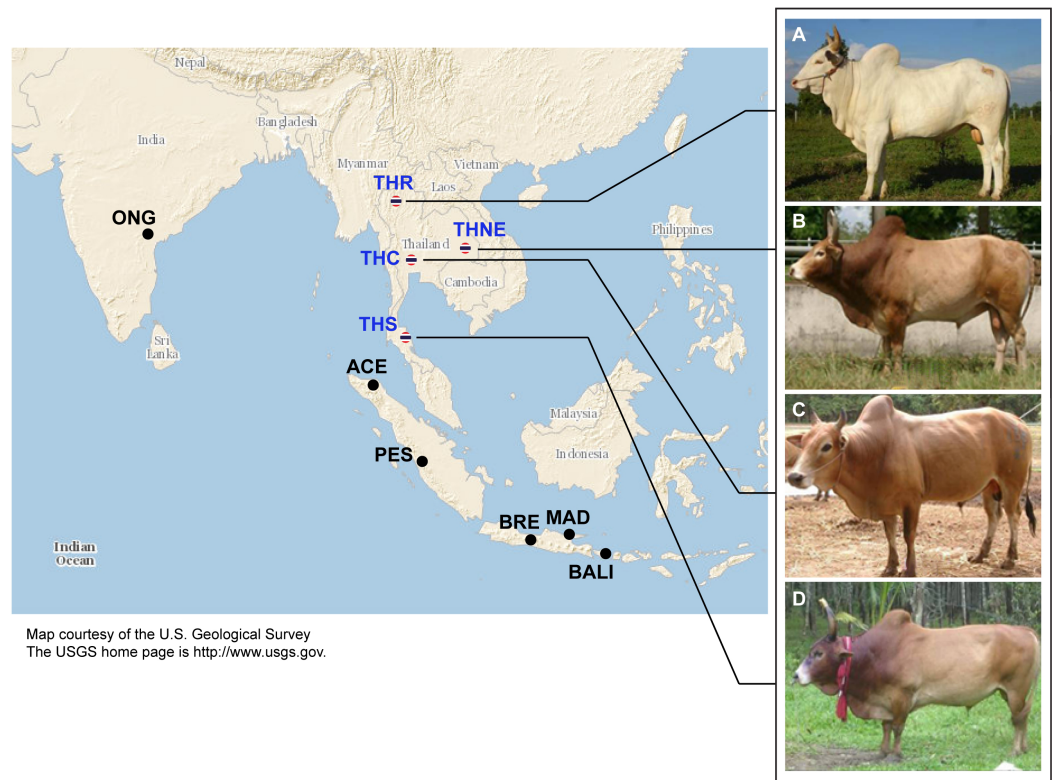 A
Nepal
Bangladesh
India
Myanmar
Vietnam
THR
Laos
ONG
THNE
Philippines
B
THC
Thailand
Cambodia
THS
Sri
Lanka
ACE
C
Malaysia
PES
Indonesia
BRE
MAD
Indian
Ocean
BALI
D
Map courtesy of the U.S. Geological Survey
The USGS home page is http://www.usgs.gov.